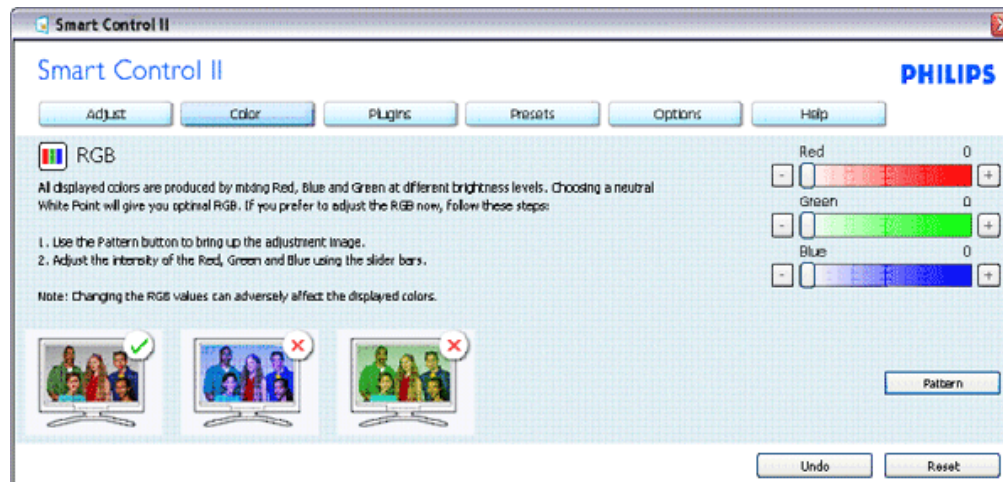 Smart Control II
Smart Control II
PHILIPS
Adjust Color Plugins Presets Options Help
RGB
All displayed colors are produced by mixing Red, Blue and Green at different brightness levels. Choosing a neutral
White Point will give you optimal RGB. If you prefer to adjust the RGB now, follow these steps:
1. Use the Pattern button to bring up the adjustment image.
2. Adjust the intensity of the Red, Green and Blue using the slider bars.
Note: Changing the RGB values can adversely affect the displayed colors.
Red 0
- +
Green 0
- +
Blue 0
- +
Pattern
Undo Reset